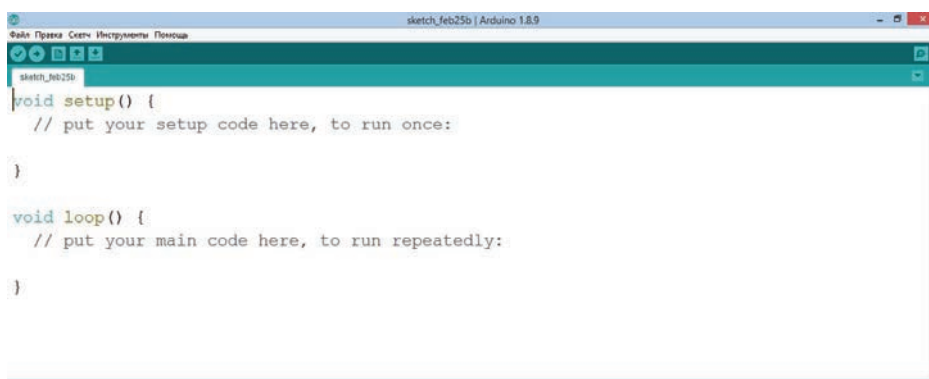 sketch_feb25b | Arduino 1.8.9
Файл Правка Скетч Инструменты Помощь
sketch_feb25b
void setup() {
// put your setup code here, to run once:
}
void loop() {
// put your main code here, to run repeatedly:
}